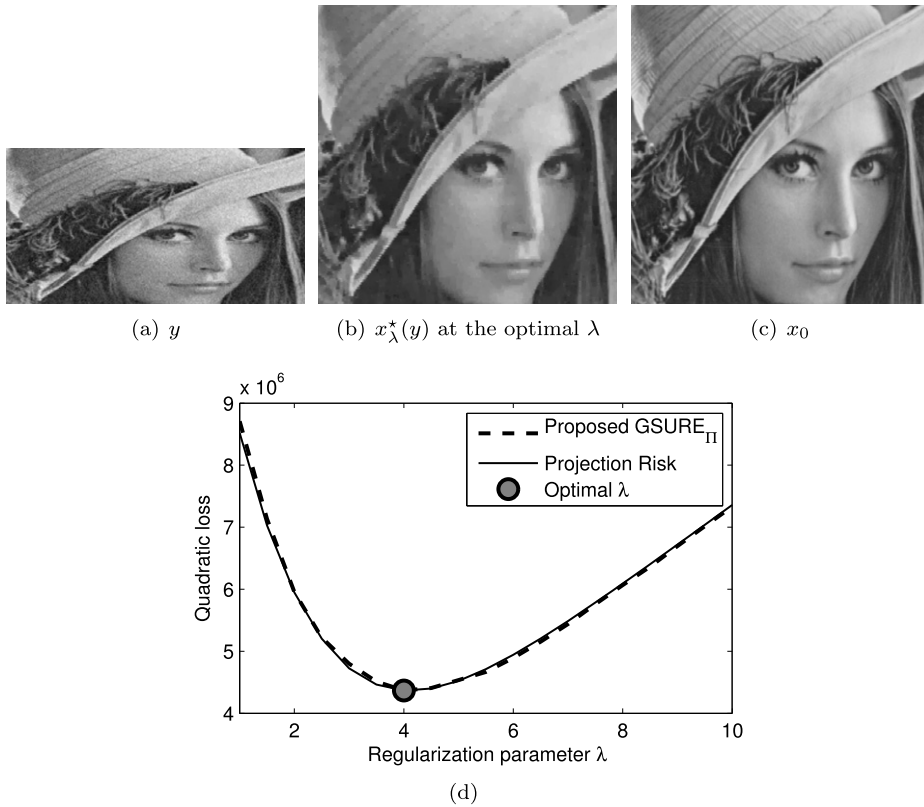 (a) y
(b) x⋆λ(y) at the optimal λ
(c) x0
x 10^6
9
8
7
6
5
4
Quadratic loss
Proposed GSURE_Π
Projection Risk
Optimal λ
2 4 6 8 10
Regularization parameter λ
(d)